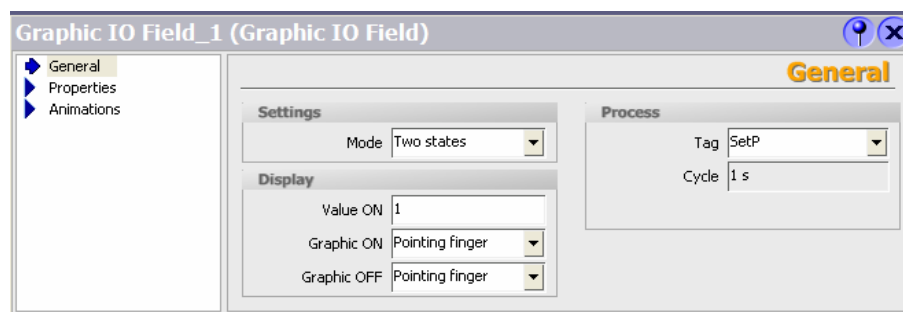 Graphic IO Field_1 (Graphic IO Field)
General
Properties
Animations
General
Settings
Mode Two states
Display
Value ON 1
Graphic ON Pointing finger
Graphic OFF Pointing finger
Process
Tag SetP
Cycle 1 s